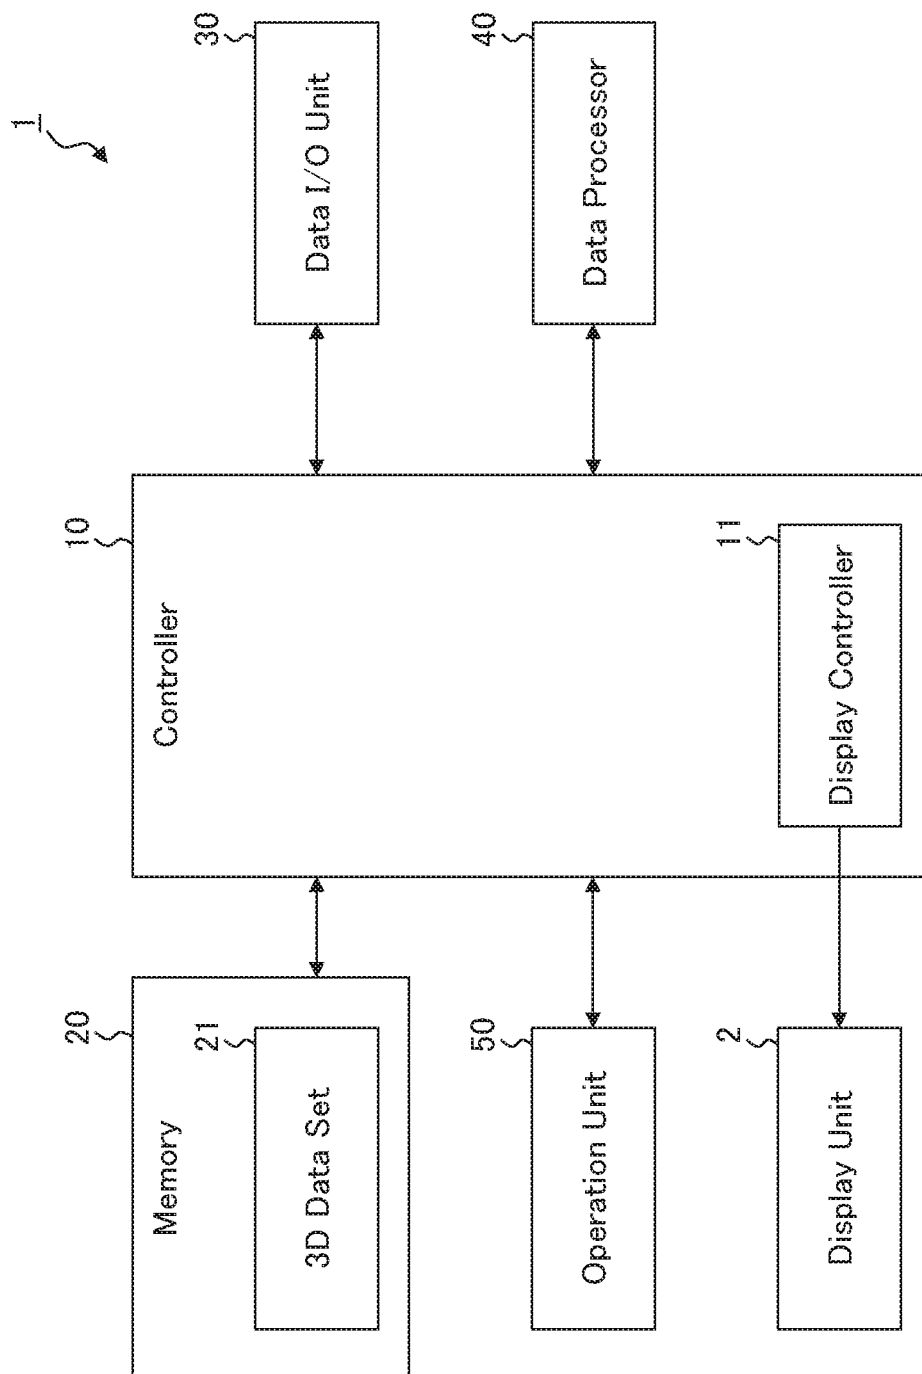 1
20
Memory
21
3D Data Set
10
Controller
30
Data I/O Unit
50
Operation Unit
40
Data Processor
2
Display Unit
11
Display Controller